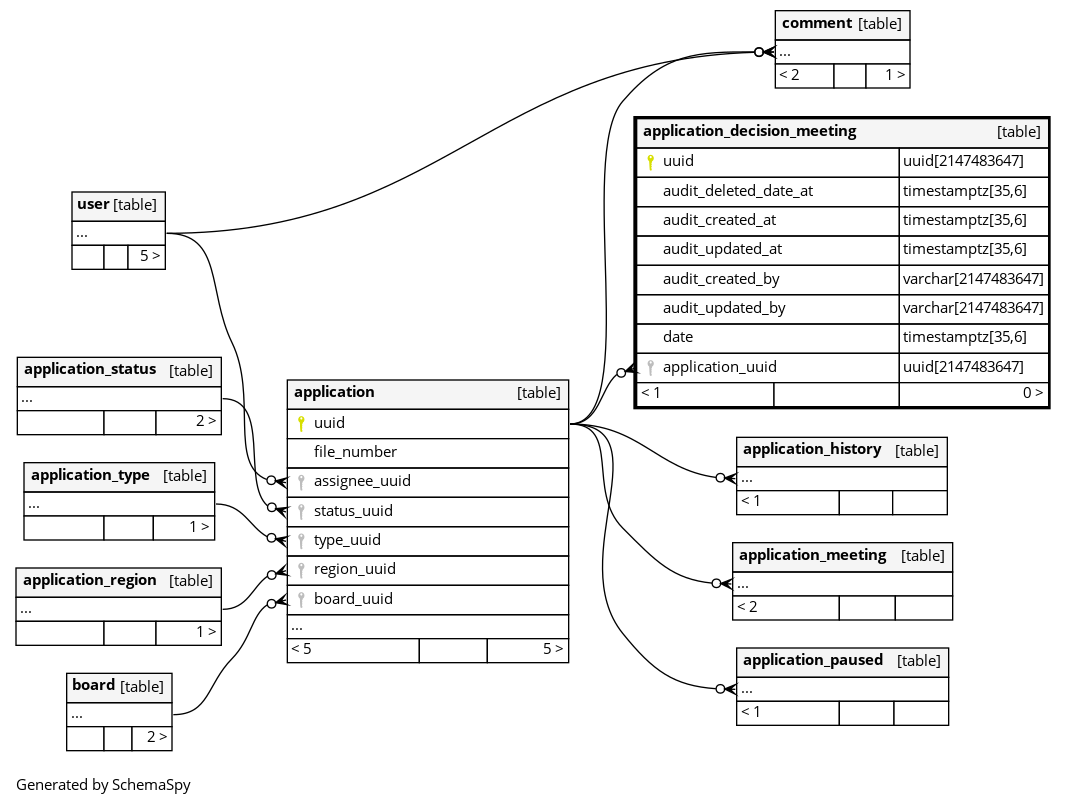 comment [table]
...
< 2 1 >
application_decision_meeting [table]
uuid uuid[2147483647]
audit_deleted_date_at timestamptz[35,6]
audit_created_at timestamptz[35,6]
audit_updated_at timestamptz[35,6]
audit_created_by varchar[2147483647]
audit_updated_by varchar[2147483647]
date timestamptz[35,6]
application_uuid uuid[2147483647]
< 1 0 >
user [table]
...
5 >
application_status [table]
...
2 >
application_type [table]
...
1 >
application_region [table]
...
1 >
board [table]
...
2 >
application [table]
uuid
file_number
assignee_uuid
status_uuid
type_uuid
region_uuid
board_uuid
...
< 5 5 >
application_history [table]
...
< 1
application_meeting [table]
...
< 2
application_paused [table]
...
< 1
Generated by SchemaSpy